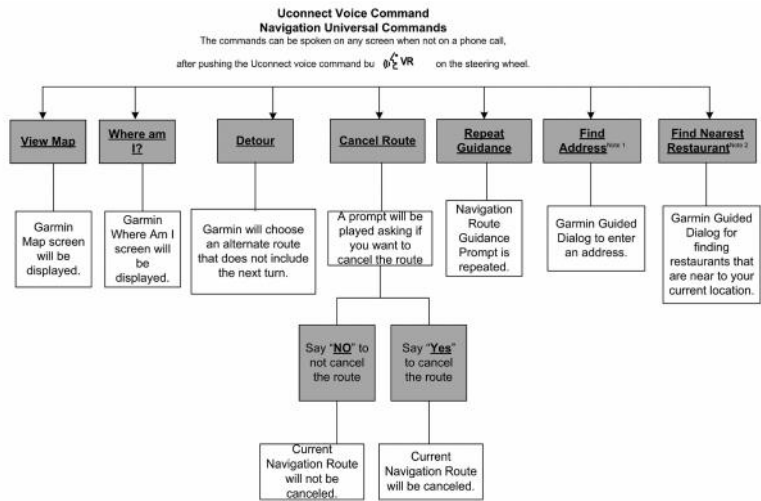 Uconnect Voice Command
Navigation Universal Commands
The commands can be spoken on any screen when not on a phone call,
after pushing the Uconnect voice command bu VR on the steering wheel.
View Map
Where am
I?
Detour
Cancel Route
Repeat
Guidance
Find
Address Note 1
Find Nearest
Restaurant Note 2
Garmin
Map screen
will be
displayed.
Garmin
Where Am I
screen will
be
displayed.
Garmin will choose
an alternate route
that does not include
the next turn.
A prompt will be
played asking if
you want to
cancel the route
Navigation
Route
Guidance
Prompt is
repeated.
Garmin Guided
Dialog to enter
an address.
Garmin Guided
Dialog for
finding
restaurants that
are near to your
current location.
Say “NO” to
not cancel
the route
Say “Yes”
to cancel
the route
Current
Navigation Route
will not be
canceled.
Current
Navigation Route
will be canceled.